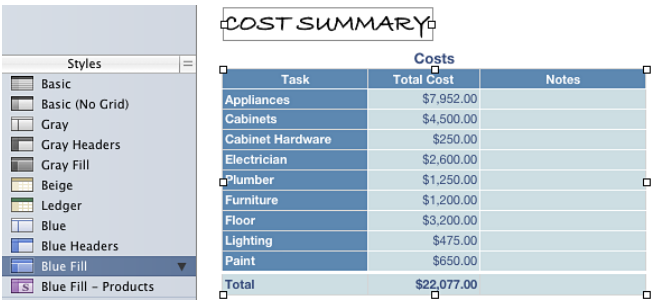 COST SUMMARY
Styles
Basic
Basic (No Grid)
Gray
Gray Headers
Gray Fill
Beige
Ledger
Blue
Blue Headers
Blue Fill
Blue Fill – Products
Costs
Task Total Cost Notes
Appliances $7,952.00
Cabinets $4,500.00
Cabinet Hardware $250.00
Electrician $2,600.00
Plumber $1,250.00
Furniture $1,200.00
Floor $3,200.00
Lighting $475.00
Paint $650.00
Total $22,077.00